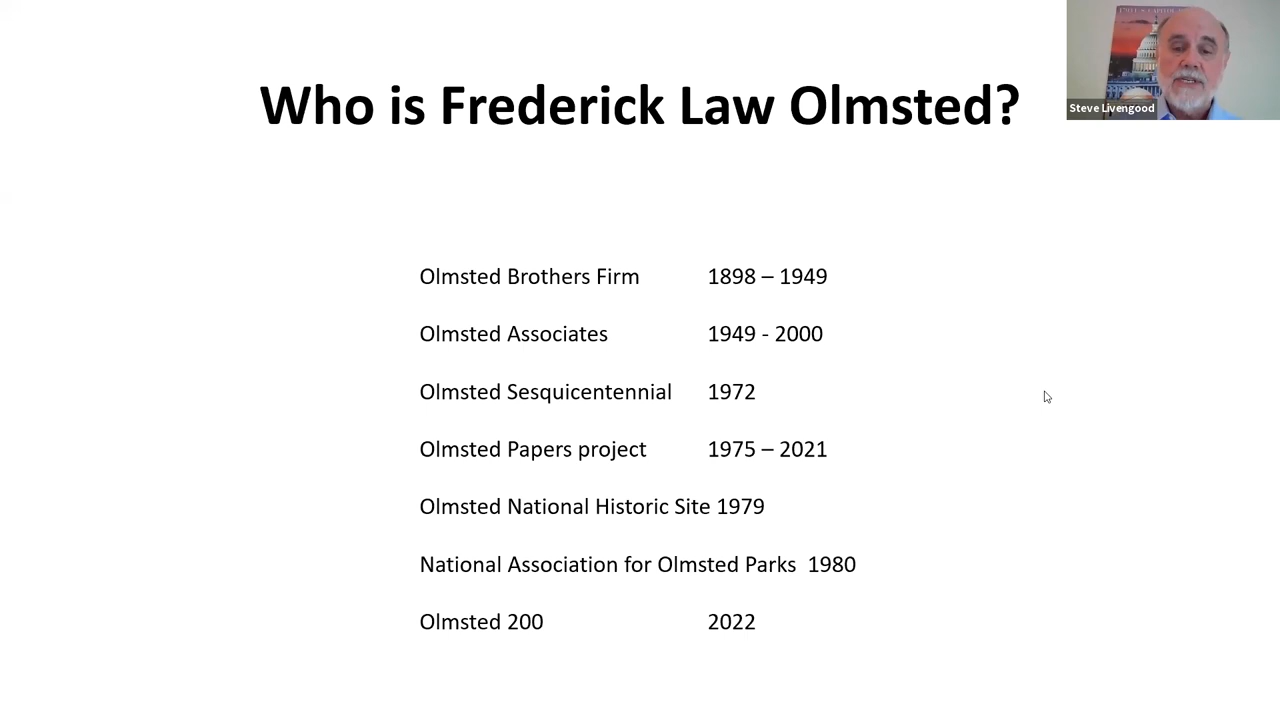 Who is Frederick Law Olmsted?
Steve Livengood
Olmsted Brothers Firm 1898 – 1949
Olmsted Associates 1949 - 2000
Olmsted Sesquicentennial 1972
Olmsted Papers project 1975 – 2021
Olmsted National Historic Site 1979
National Association for Olmsted Parks 1980
Olmsted 200 2022